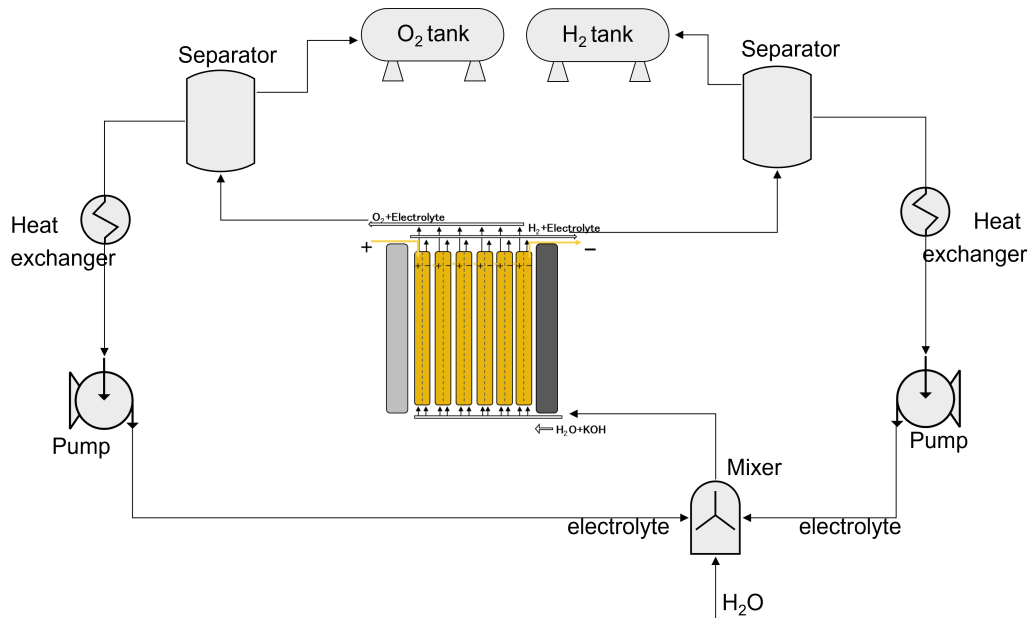 O₂ tank
H₂ tank
Separator
Separator
O₂+Electrolyte
H₂+Electrolyte
Heat
exchanger
Heat
exchanger
+
−
+ + + + + +
H₂O+KOH
Pump
Pump
Mixer
electrolyte
electrolyte
H₂O